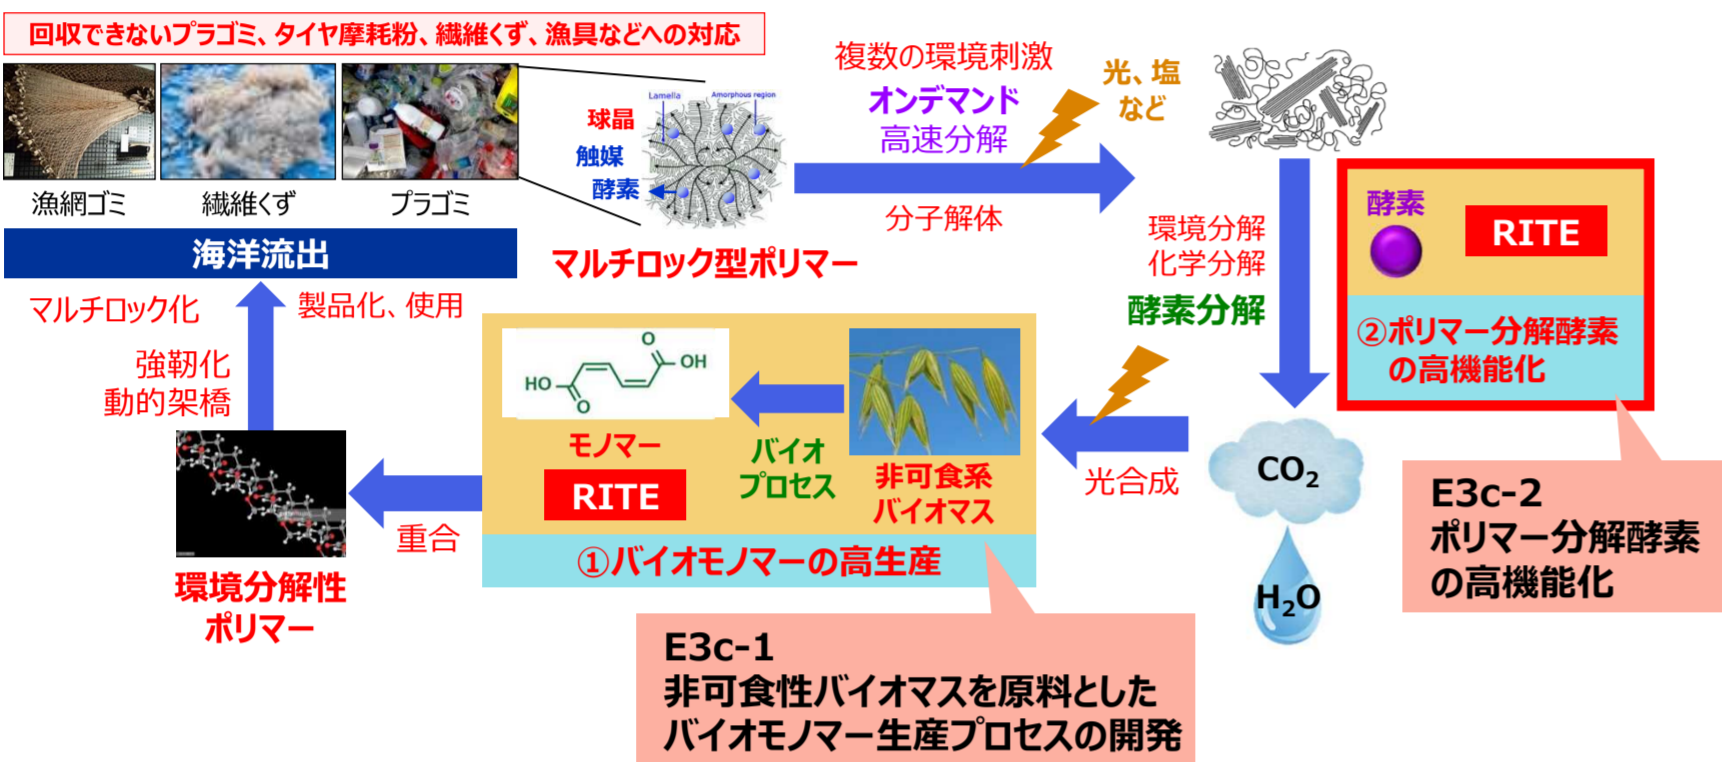 回収できないプラゴミ、タイヤ摩耗粉、繊維くず、漁具などへの対応
漁網ゴミ
繊維くず
プラゴミ
海洋流出
Lamella
Amorphous region
球晶
触媒
酵素
マルチロック型ポリマー
複数の環境刺激
オンデマンド
高速分解
光、塩
など
分子解体
環境分解
化学分解
酵素分解
酵素
RITE
②ポリマー分解酵素
の高機能化
E3c-2
ポリマー分解酵素
の高機能化
CO₂
H₂O
光合成
非可食系
バイオマス
バイオ
プロセス
HO
O
O
OH
モノマー
RITE
①バイオモノマーの高生産
E3c-1
非可食性バイオマスを原料とした
バイオモノマー生産プロセスの開発
重合
環境分解性
ポリマー
マルチロック化
強靭化
動的架橋
製品化、使用